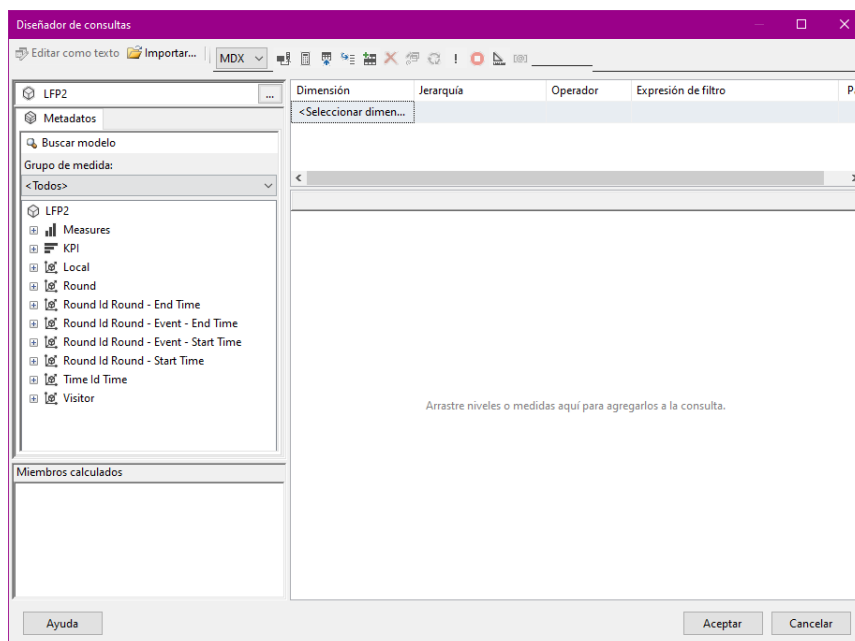 Diseñador de consultas
Editar como texto Importar... MDX
LFP2 ...
Metadatos
Buscar modelo
Grupo de medida:
<Todos>
LFP2
Measures
KPI
Local
Round
Round Id Round - End Time
Round Id Round - Event - End Time
Round Id Round - Event - Start Time
Round Id Round - Start Time
Time Id Time
Visitor
Miembros calculados
Dimensión Jerarquía Operador Expresión de filtro
<Seleccionar dimen...
Arrastre niveles o medidas aquí para agregarlos a la consulta.
Ayuda Aceptar Cancelar